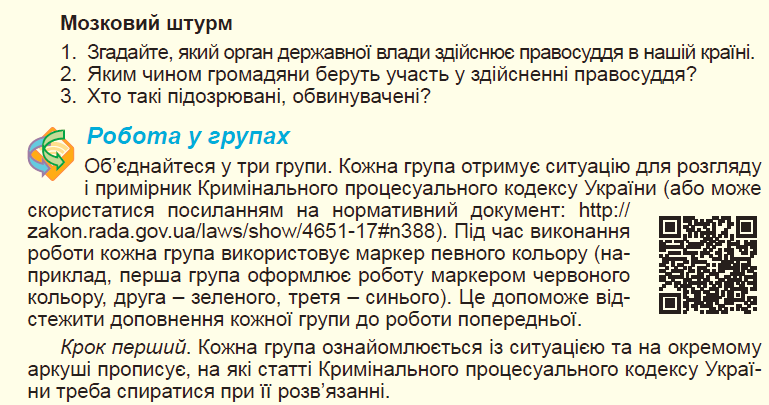 Мозковий штурм
1. Згадайте, який орган державної влади здійснює правосуддя в нашій країні.
2. Яким чином громадяни беруть участь у здійсненні правосуддя?
3. Хто такі підозрювані, обвинувачені?
Робота у групах
Об’єднайтеся у три групи. Кожна група отримує ситуацію для розгляду
і примірник Кримінального процесуального кодексу України (або може
скористатися посиланням на нормативний документ: http://
zakon.rada.gov.ua/laws/show/4651-17#n388). Під час виконання
роботи кожна група використовує маркер певного кольору (на-
приклад, перша група оформлює роботу маркером червоного
кольору, друга – зеленого, третя – синього). Це допоможе від-
стежити доповнення кожної групи до роботи попередньої.
Крок перший. Кожна група ознайомлюється із ситуацією та на окремому
аркуші прописує, на які статті Кримінального процесуального кодексу Украї-
ни треба спиратися при її розв’язанні.